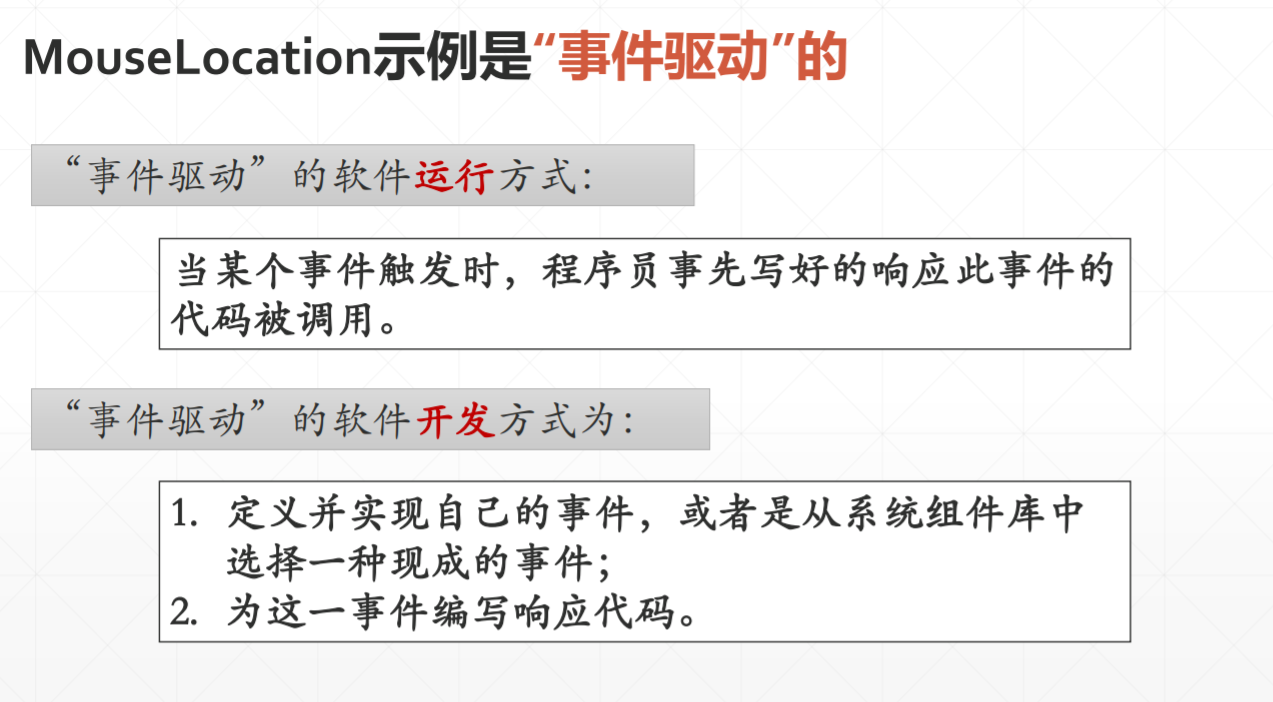 MouseLocation示例是“事件驱动”的
“事件驱动”的软件运行方式：
当某个事件触发时，程序员事先写好的响应此事件的
代码被调用。
“事件驱动”的软件开发方式为：
1. 定义并实现自己的事件，或者是从系统组件库中
选择一种现成的事件；
2. 为这一事件编写响应代码。